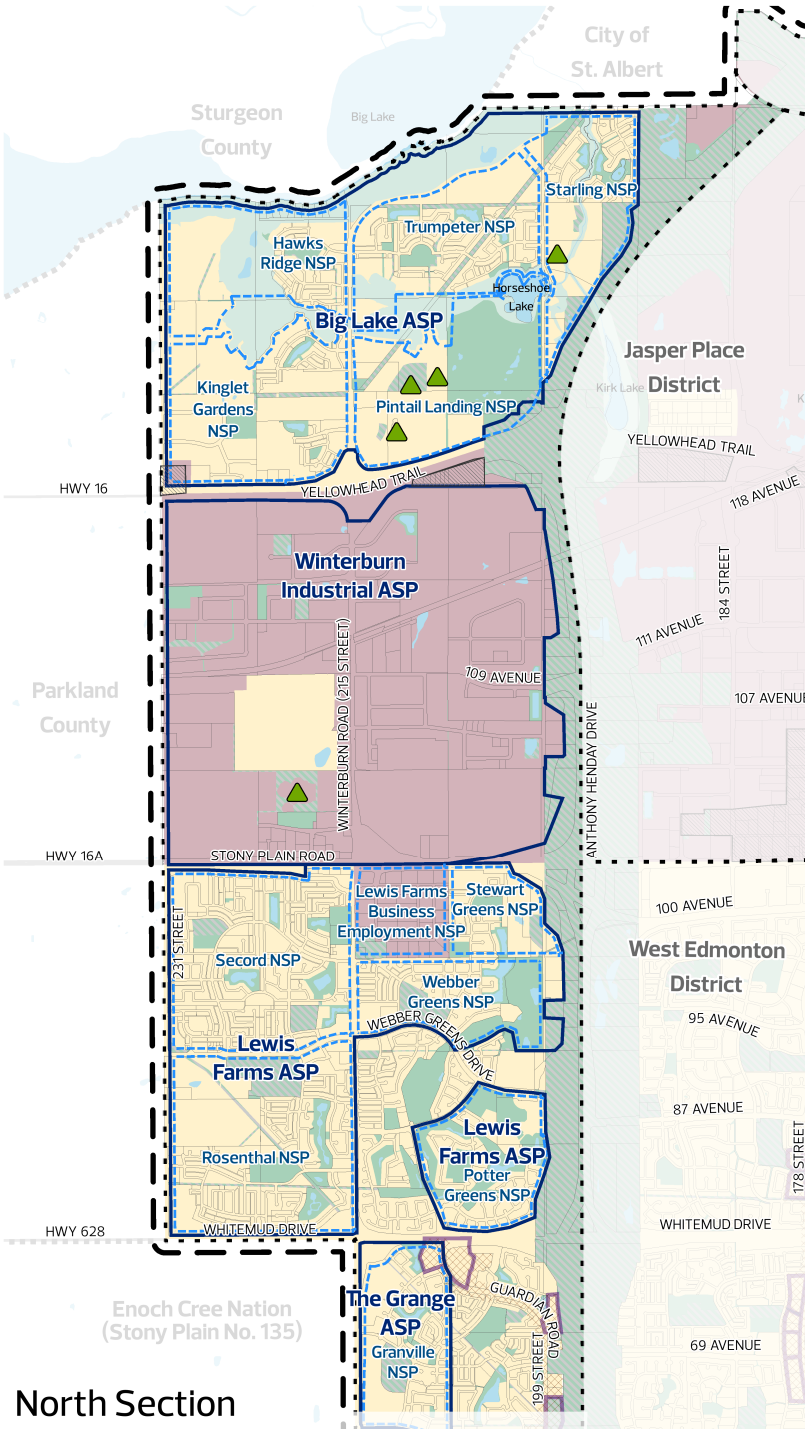 City of
St. Albert
Sturgeon
County
Big Lake
Starling NSP
Trumpeter NSP
Hawks
Ridge NSP
Horseshoe
Lake
Big Lake ASP
Jasper Place
District
Kirk Lake
K
Kinglet
Gardens
NSP
Pintail Landing NSP
YELLOWHEAD TRAIL
YELLOWHEAD TRAIL
HWY 16
118 AVENUE
Winterburn
Industrial ASP
184 STREET
111 AVENUE
WINTERBURN ROAD (215 STREET)
109 AVENUE
Parkland
County
107 AVENUE
ANTHONY HENDAY DRIVE
HWY 16A
STONY PLAIN ROAD
Lewis Farms
Business
Employment NSP
Stewart
Greens NSP
100 AVENUE
231 STREET
Secord NSP
West Edmonton
District
Webber
Greens NSP
WEBBER GREENS DRIVE
95 AVENUE
Lewis
Farms ASP
87 AVENUE
Lewis
Farms ASP
Potter
Greens NSP
Rosenthal NSP
178 STREET
HWY 628
WHITEMUD DRIVE
WHITEMUD DRIVE
Enoch Cree Nation
(Stony Plain No. 135)
The Grange
ASP
Granville
NSP
GUARDIAN ROAD
199 STREET
69 AVENUE
North Section